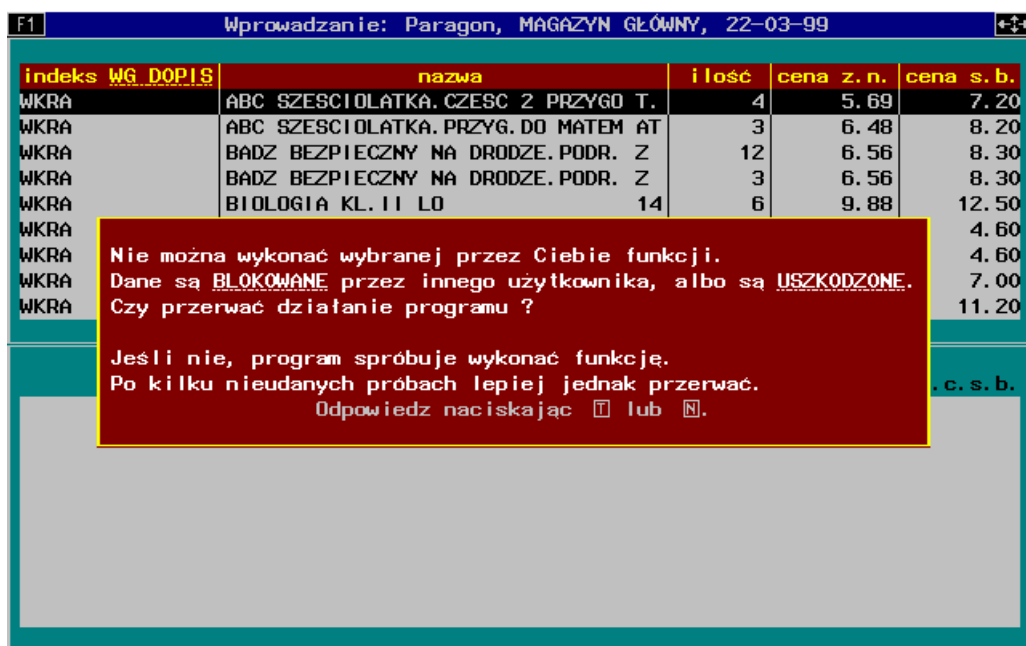 F1 Wprowadzanie: Paragon, MAGAZYN GŁÓWNY, 22-03-99
indeks WG DOPIS nazwa ilość cena z.n. cena s.b.
WKRA ABC SZESCIOLATKA.CZESC 2 PRZYGO T. 4 5.69 7.20
WKRA ABC SZESCIOLATKA.PRZYG.DO MATEM AT 3 6.48 8.20
WKRA BADZ BEZPIECZNY NA DRODZE.PODR. Z 12 6.56 8.30
WKRA BADZ BEZPIECZNY NA DRODZE.PODR. Z 3 6.56 8.30
WKRA BIOLOGIA KL.II LO 14 6 9.88 12.50
WKRA 4.60
WKRA 4.60
WKRA 7.00
WKRA 11.20
Nie można wykonać wybranej przez Ciebie funkcji.
Dane są BLOKOWANE przez innego użytkownika, albo są USZKODZONE.
Czy przerwać działanie programu ?
Jeśli nie, program spróbuje wykonać funkcję.
Po kilku nieudanych próbach lepiej jednak przerwać.
Odpowiedz naciskając T lub N.
.c.s.b.